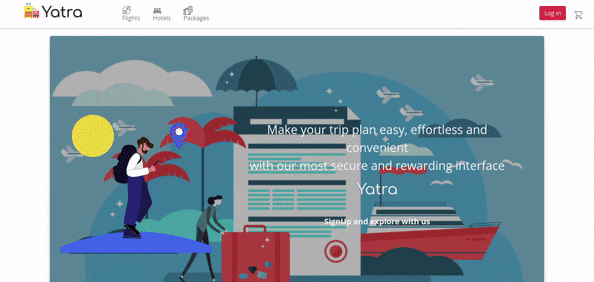 Yatra
Flights
Hotels
Packages
Log in
Make your trip plan easy, effortless and
convenient
with our most secure and rewarding interface
Yatra
SignUp and explore with us